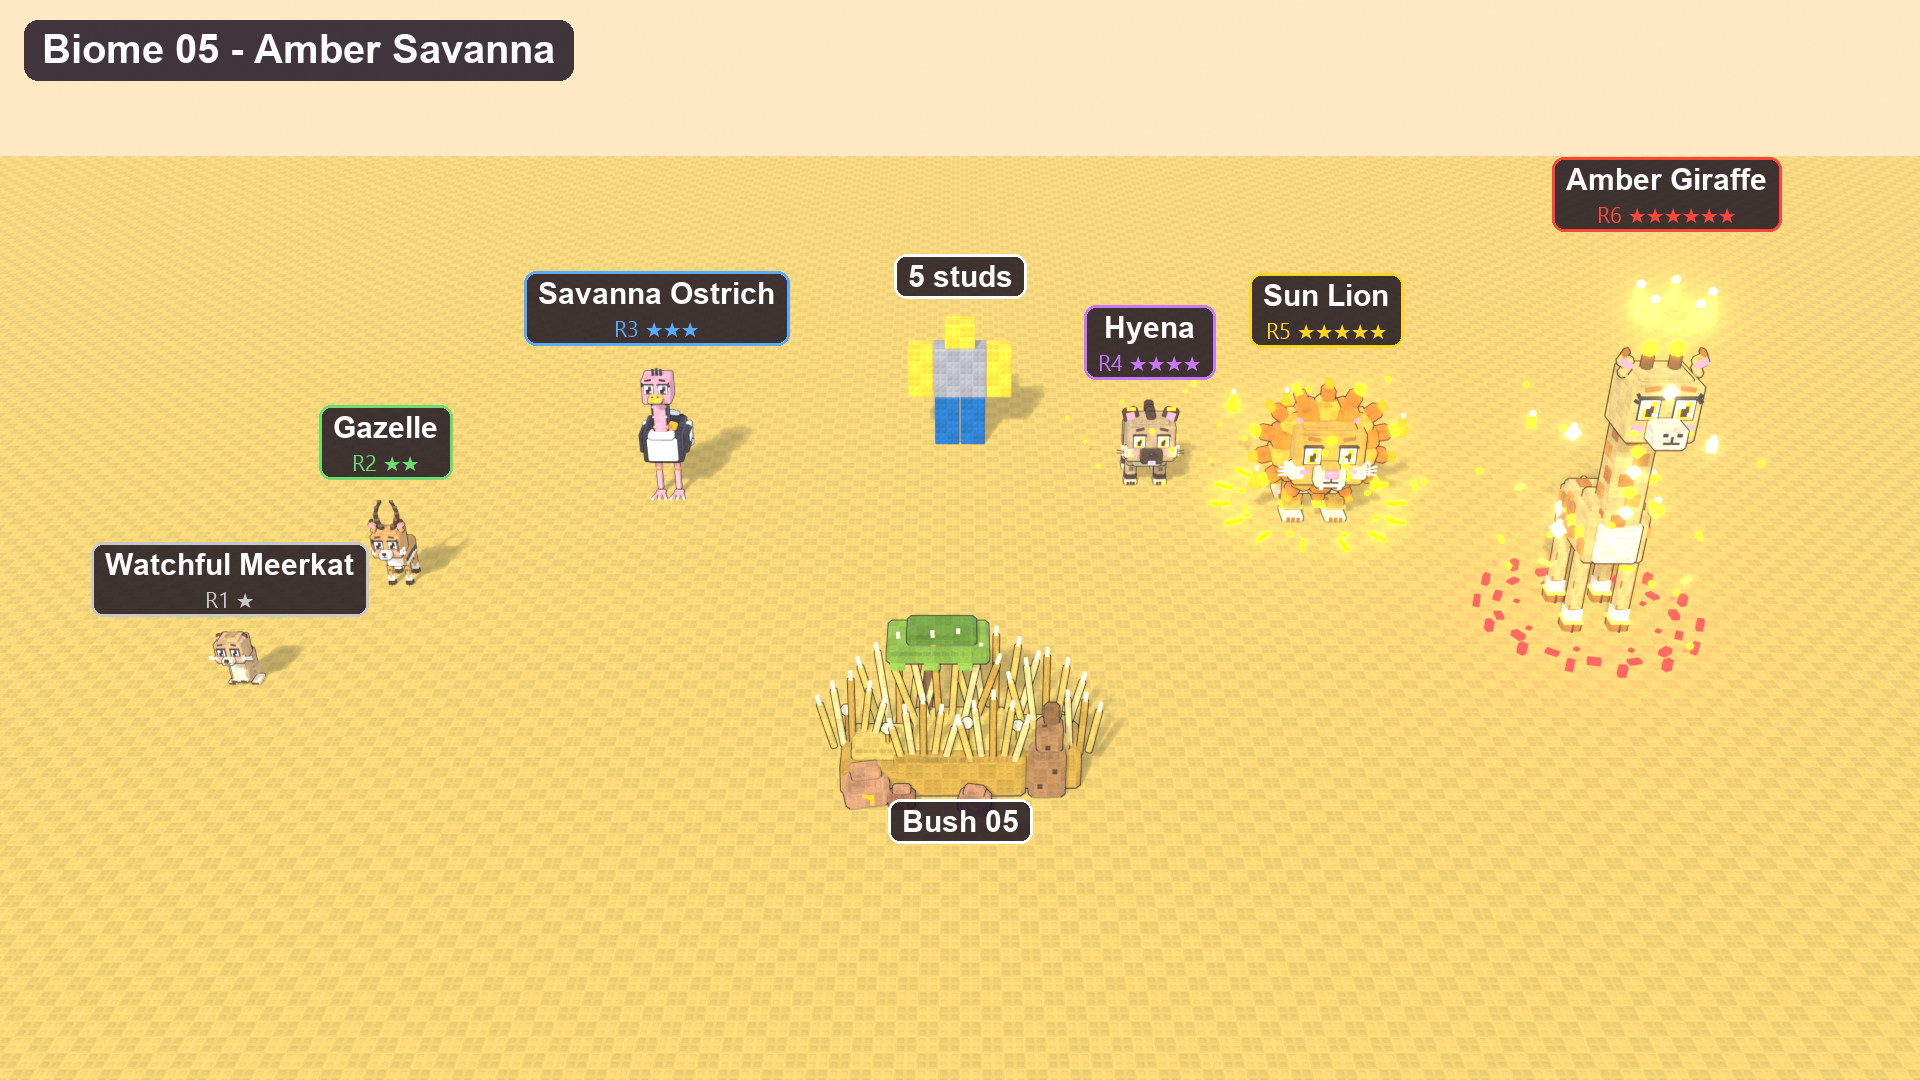 Biome 05 - Amber Savanna
Amber Giraffe
R6 ★★★★★★
5 studs
Savanna Ostrich
R3 ★★★
Sun Lion
R5 ★★★★★
Hyena
R4 ★★★★
Gazelle
R2 ★★
Watchful Meerkat
R1 ★
Bush 05